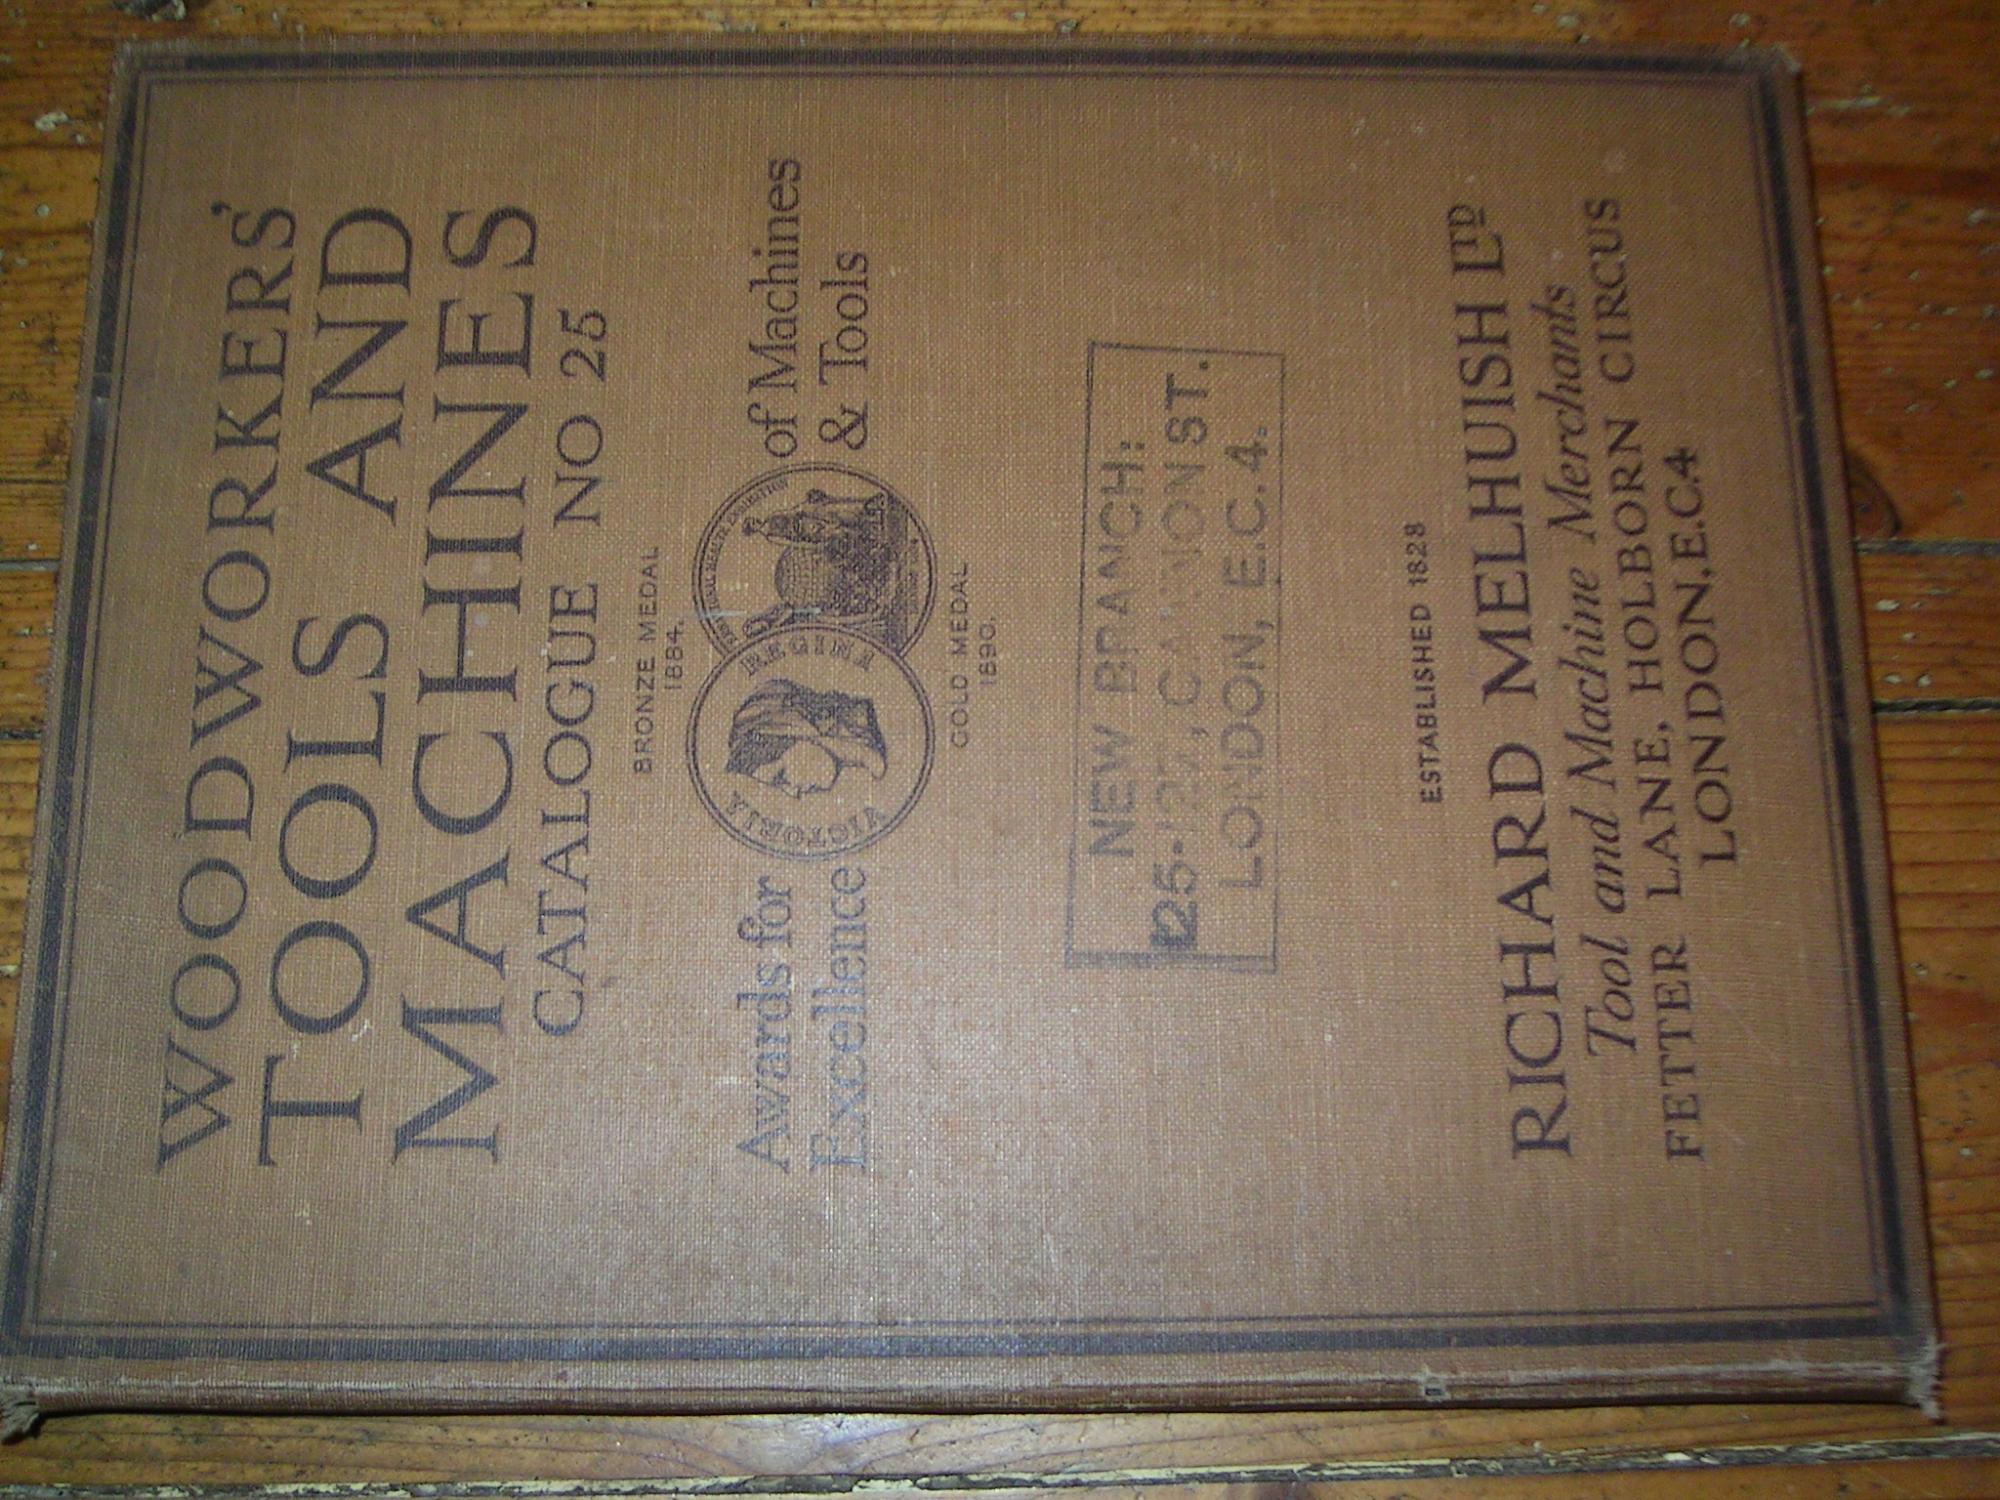 WOODWORKERS'
TOOLS AND
MACHINES
CATALOGUE NO 25
BRONZE MEDAL
1884.
Awards for
Excellence
VICTORIA REGINA
of Machines
& Tools
GOLD MEDAL
1890.
NEW BRANCH:
CANNON ST.
LONDON, E.C.4.
ESTABLISHED 1828
RICHARD MELHUISH LTD
Tool and Machine Merchants
FETTER LANE, HOLBORN CIRCUS
LONDON, E.C.4